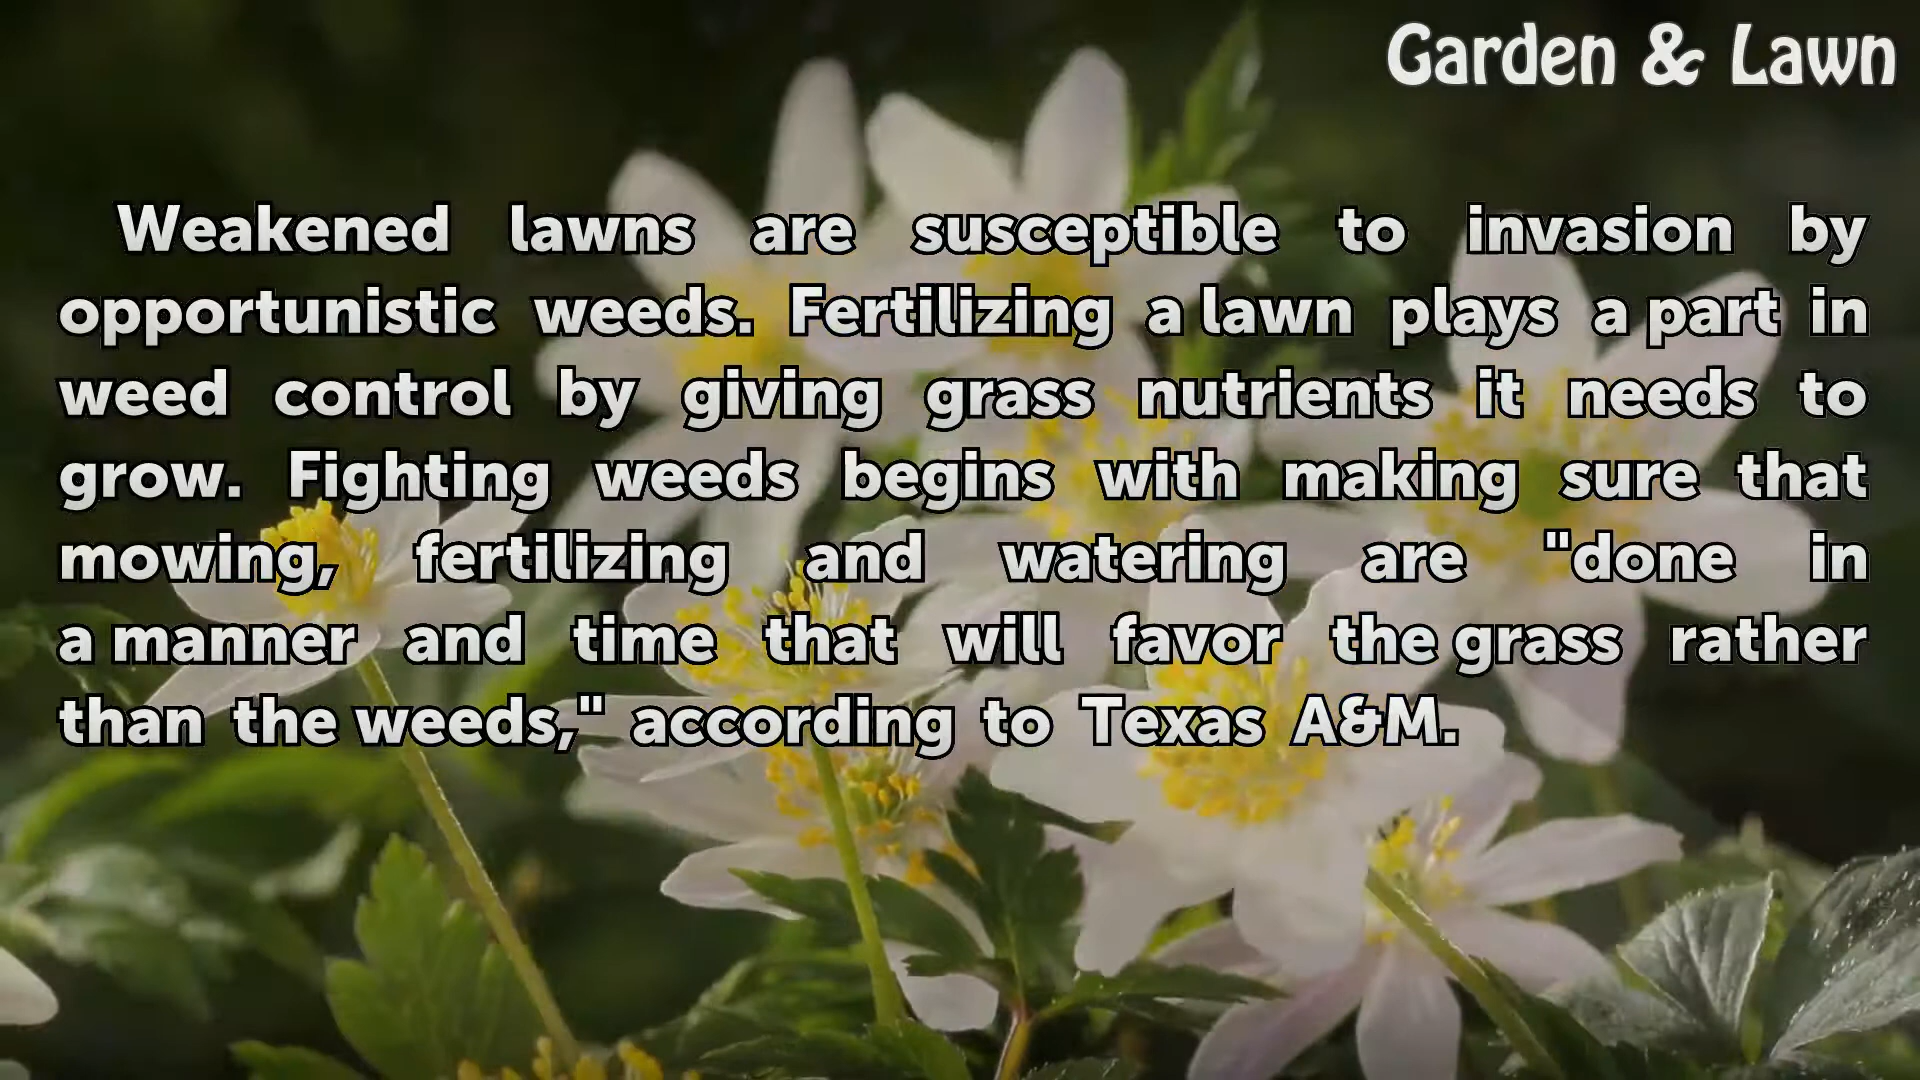 Garden & Lawn
Weakened lawns are susceptible to invasion by
opportunistic weeds. Fertilizing a lawn plays a part in
weed control by giving grass nutrients it needs to
grow. Fighting weeds begins with making sure that
mowing, fertilizing and watering are "done in
a manner and time that will favor the grass rather
than the weeds," according to Texas A&M.